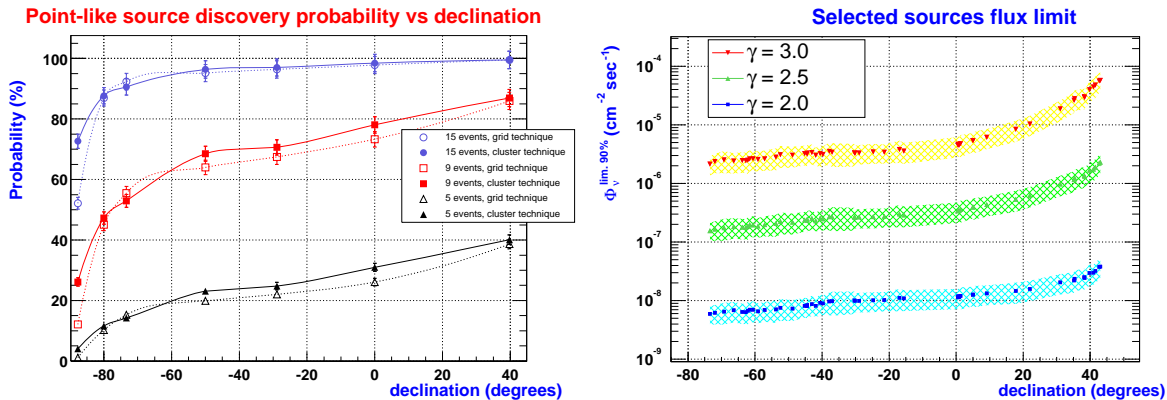 Point-like source discovery probability vs declination
Probability (%)
100
80
60
40
20
0
15 events, grid technique
15 events, cluster technique
9 events, grid technique
9 events, cluster technique
5 events, grid technique
5 events, cluster technique
-80 -60 -40 -20 0 20 40
declination (degrees)
Selected sources flux limit
Φν lim. 90% (cm-2 sec-1)
γ = 3.0
γ = 2.5
γ = 2.0
10-4
10-5
10-6
10-7
10-8
10-9
-80 -60 -40 -20 0 20 40
declination (degrees)